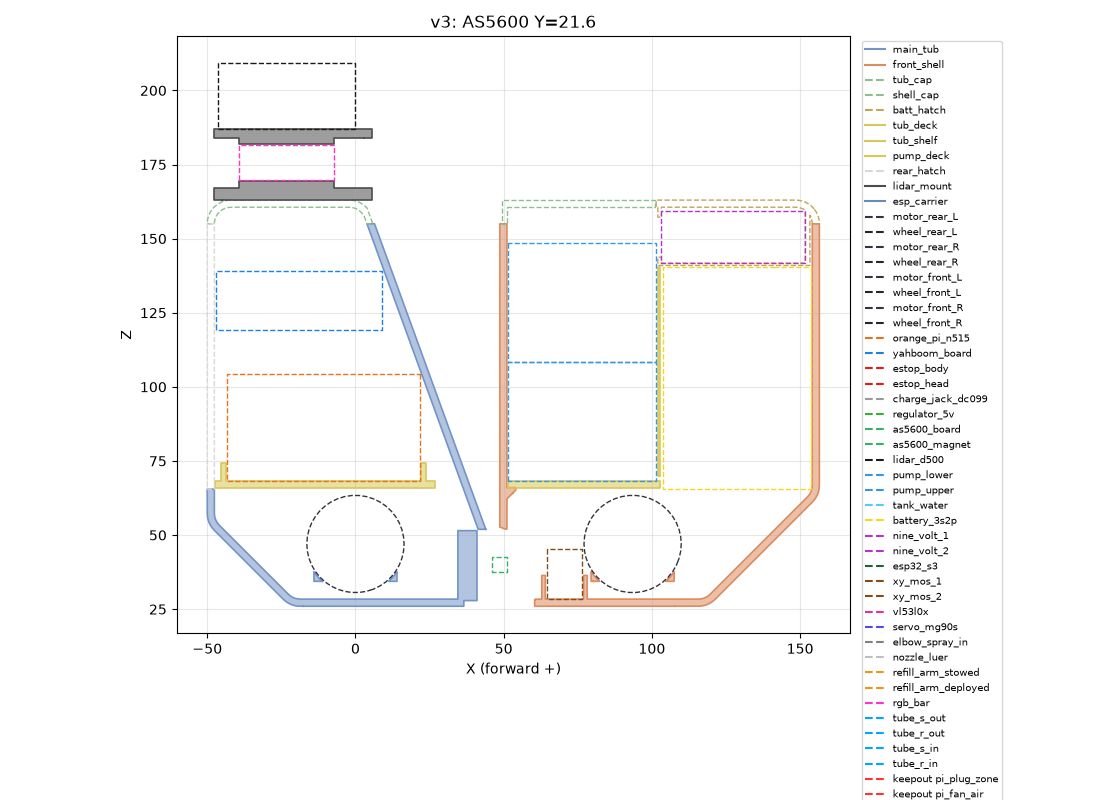 v3: AS5600 Y=21.6
200
175
150
125
100
75
50
25
Z
−50
0
50
100
150
X (forward +)
main_tub
front_shell
tub_cap
shell_cap
batt_hatch
tub_deck
tub_shelf
pump_deck
rear_hatch
lidar_mount
esp_carrier
motor_rear_L
wheel_rear_L
motor_rear_R
wheel_rear_R
motor_front_L
wheel_front_L
motor_front_R
wheel_front_R
orange_pi_n515
yahboom_board
estop_body
estop_head
charge_jack_dc099
regulator_5v
as5600_board
as5600_magnet
lidar_d500
pump_lower
pump_upper
tank_water
battery_3s2p
nine_volt_1
nine_volt_2
esp32_s3
xy_mos_1
xy_mos_2
vl53l0x
servo_mg90s
elbow_spray_in
nozzle_luer
refill_arm_stowed
refill_arm_deployed
rgb_bar
tube_s_out
tube_r_out
tube_s_in
tube_r_in
keepout pi_plug_zone
keepout pi_fan_air